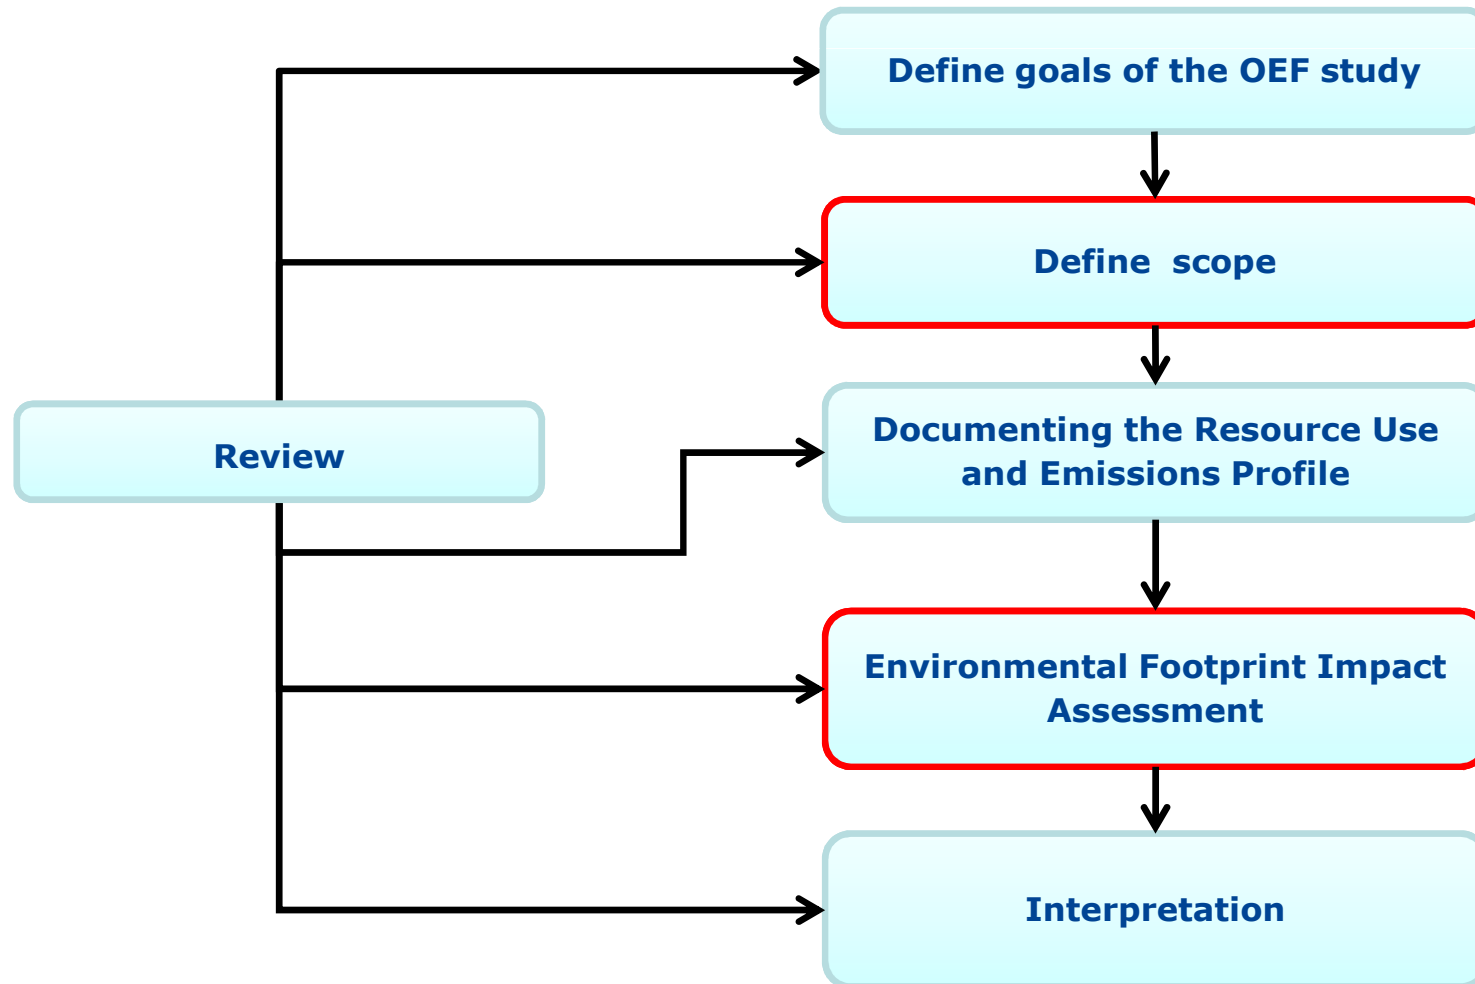 Define goals of the OEF study
Define scope
Documenting the Resource Use
and Emissions Profile
Review
Environmental Footprint Impact
Assessment
Interpretation